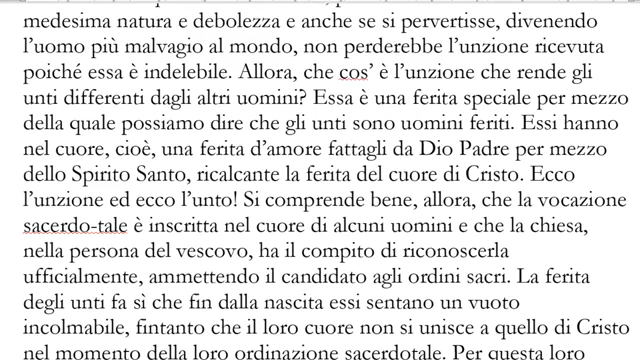 medesima natura e debolezza e anche se si pervertisse, divenendo
l'uomo più malvagio al mondo, non perderebbe l'unzione ricevuta
poiché essa è indelebile. Allora, che cos' è l'unzione che rende gli
unti differenti dagli altri uomini? Essa è una ferita speciale per mezzo
della quale possiamo dire che gli unti sono uomini feriti. Essi hanno
nel cuore, cioè, una ferita d'amore fattagli da Dio Padre per mezzo
dello Spirito Santo, ricalcante la ferita del cuore di Cristo. Ecco
l'unzione ed ecco l'unto! Si comprende bene, allora, che la vocazione
sacerdo-tale è inscritta nel cuore di alcuni uomini e che la chiesa,
nella persona del vescovo, ha il compito di riconoscerla
ufficialmente, ammettendo il candidato agli ordini sacri. La ferita
degli unti fa sì che fin dalla nascita essi sentano un vuoto
incolmabile, fintanto che il loro cuore non si unisce a quello di Cristo
nel momento della loro ordinazione sacerdotale. Per questa loro